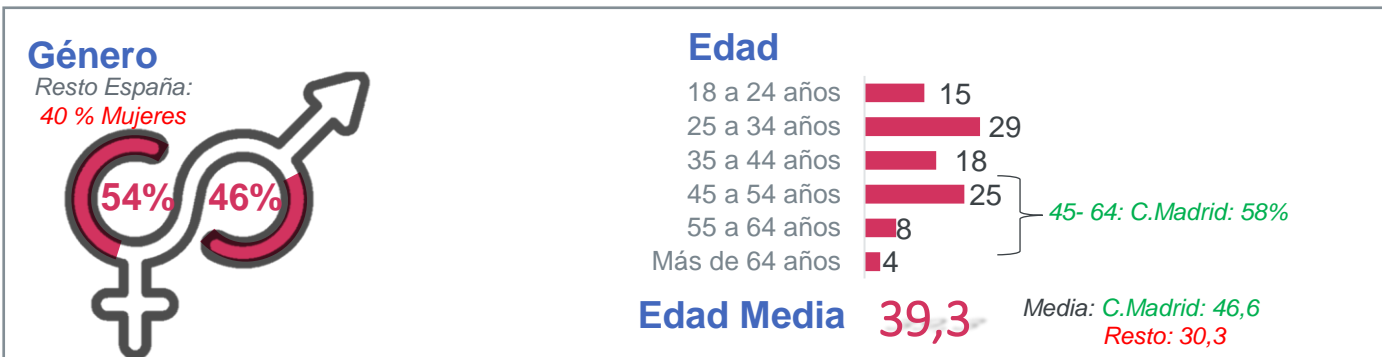 Género
Resto España:
40 % Mujeres
54%
46%
Edad
18 a 24 años 15
25 a 34 años 29
35 a 44 años 18
45 a 54 años 25
55 a 64 años 8
Más de 64 años 4
45- 64: C.Madrid: 58%
Edad Media 39,3
Media: C.Madrid: 46,6
Resto: 30,3